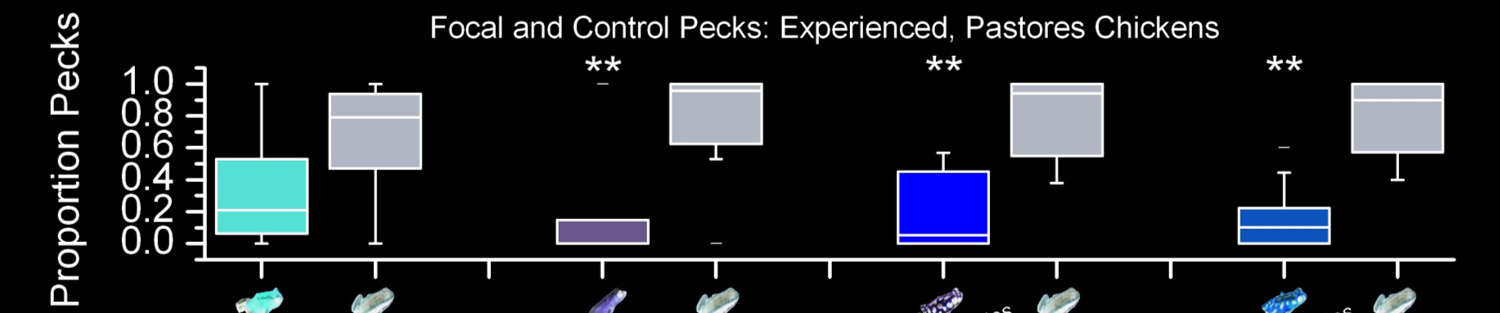 Focal and Control Pecks: Experienced, Pastores Chickens
Proportion Pecks
** ** **
1.0
0.8
0.6
0.4
0.2
0.0